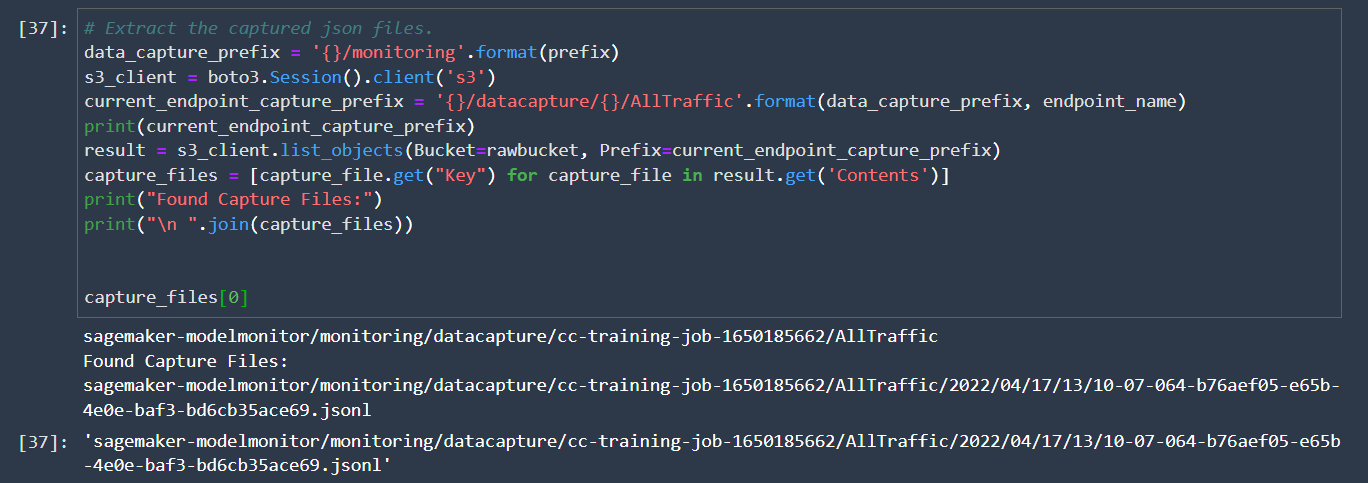 [37]: # Extract the captured json files.
data_capture_prefix = '{}/monitoring'.format(prefix)
s3_client = boto3.Session().client('s3')
current_endpoint_capture_prefix = '{}/datacapture/{}/AllTraffic'.format(data_capture_prefix, endpoint_name)
print(current_endpoint_capture_prefix)
result = s3_client.list_objects(Bucket=rawbucket, Prefix=current_endpoint_capture_prefix)
capture_files = [capture_file.get("Key") for capture_file in result.get('Contents')]
print("Found Capture Files:")
print("\n ".join(capture_files))
capture_files[0]
sagemaker-modelmonitor/monitoring/datacapture/cc-training-job-1650185662/AllTraffic
Found Capture Files:
sagemaker-modelmonitor/monitoring/datacapture/cc-training-job-1650185662/AllTraffic/2022/04/17/13/10-07-064-b76aef05-e65b-
4e0e-baf3-bd6cb35ace69.jsonl
[37]: 'sagemaker-modelmonitor/monitoring/datacapture/cc-training-job-1650185662/AllTraffic/2022/04/17/13/10-07-064-b76aef05-e65b
-4e0e-baf3-bd6cb35ace69.jsonl'